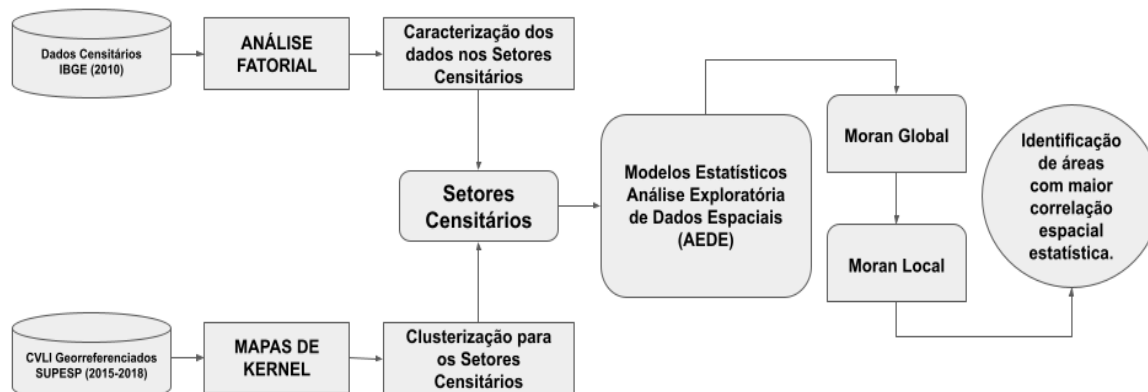 Dados Censitários
IBGE (2010)
ANÁLISE
FATORIAL
Caracterização dos
dados nos Setores
Censitários
Setores
Censitários
CVLI Georreferenciados
SUPESP (2015-2018)
MAPAS DE
KERNEL
Clusterização para
os Setores
Censitários
Modelos Estatísticos
Análise Exploratória
de Dados Espaciais
(AEDE)
Moran Global
Moran Local
Identificação
de áreas
com maior
correlação
espacial
estatística.